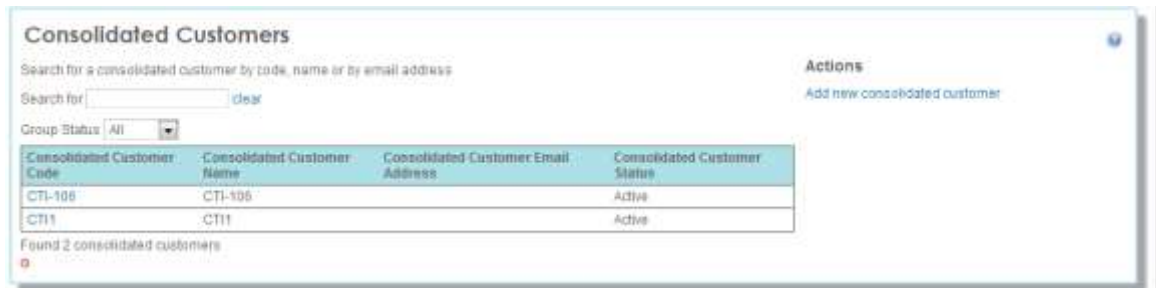 Consolidated Customers
Search for a consolidated customer by code, name or by email address
Search for clear
Group Status All
Actions
Add new consolidated customer
Consolidated Customer Code Consolidated Customer Name Consolidated Customer Email Address Consolidated Customer Status
CTI-106 CTI-106 Active
CTI1 CTI1 Active
Found 2 consolidated customers